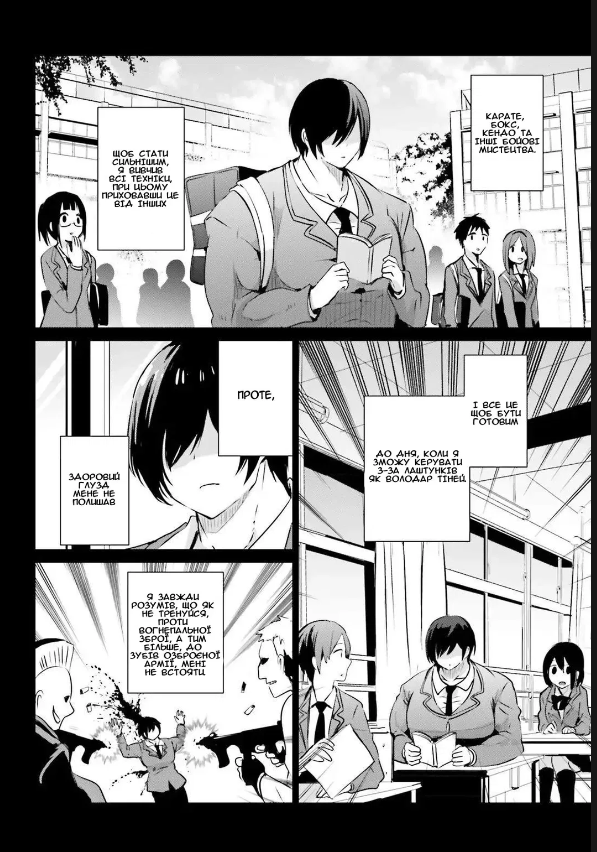 КАРАТЕ,
БОКС,
КЕНДО ТА
ІНШІ БОЙОВІ
МИСТЕЦТВА.
ЩОБ СТАТИ
СИЛЬНІШИМ,
Я ВИВЧИВ
ВСІ ТЕХНІКИ,
ПРИ ЦЬОМУ
ПРИХОВАВШИ ЦЕ
ВІД ІНШИХ
І ВСЕ ЦЕ
ЩОБ БУТИ
ГОТОВИМ
ДО ДНЯ, КОЛИ Я
ЗМОЖУ КЕРУВАТИ
З-ЗА ЛАШТУНКІВ
ЯК ВОЛОДАР ТІНЕЙ.
ПРОТЕ,
ЗДОРОВИЙ
ГЛУЗД
МЕНЕ НЕ
ПОЛИШАВ
Я ЗАВЖДИ
РОЗУМІВ, ЩО ЯК
НЕ ТРЕНУЙСЯ,
ПРОТИ
ВОГНЕПАЛЬНОЇ
ЗБРОЇ, А ТИМ
БІЛЬШЕ, ДО
ЗУБІВ ОЗБРОЄНОЇ
АРМІЇ, МЕНІ
НЕ ВСТОЯТИ.